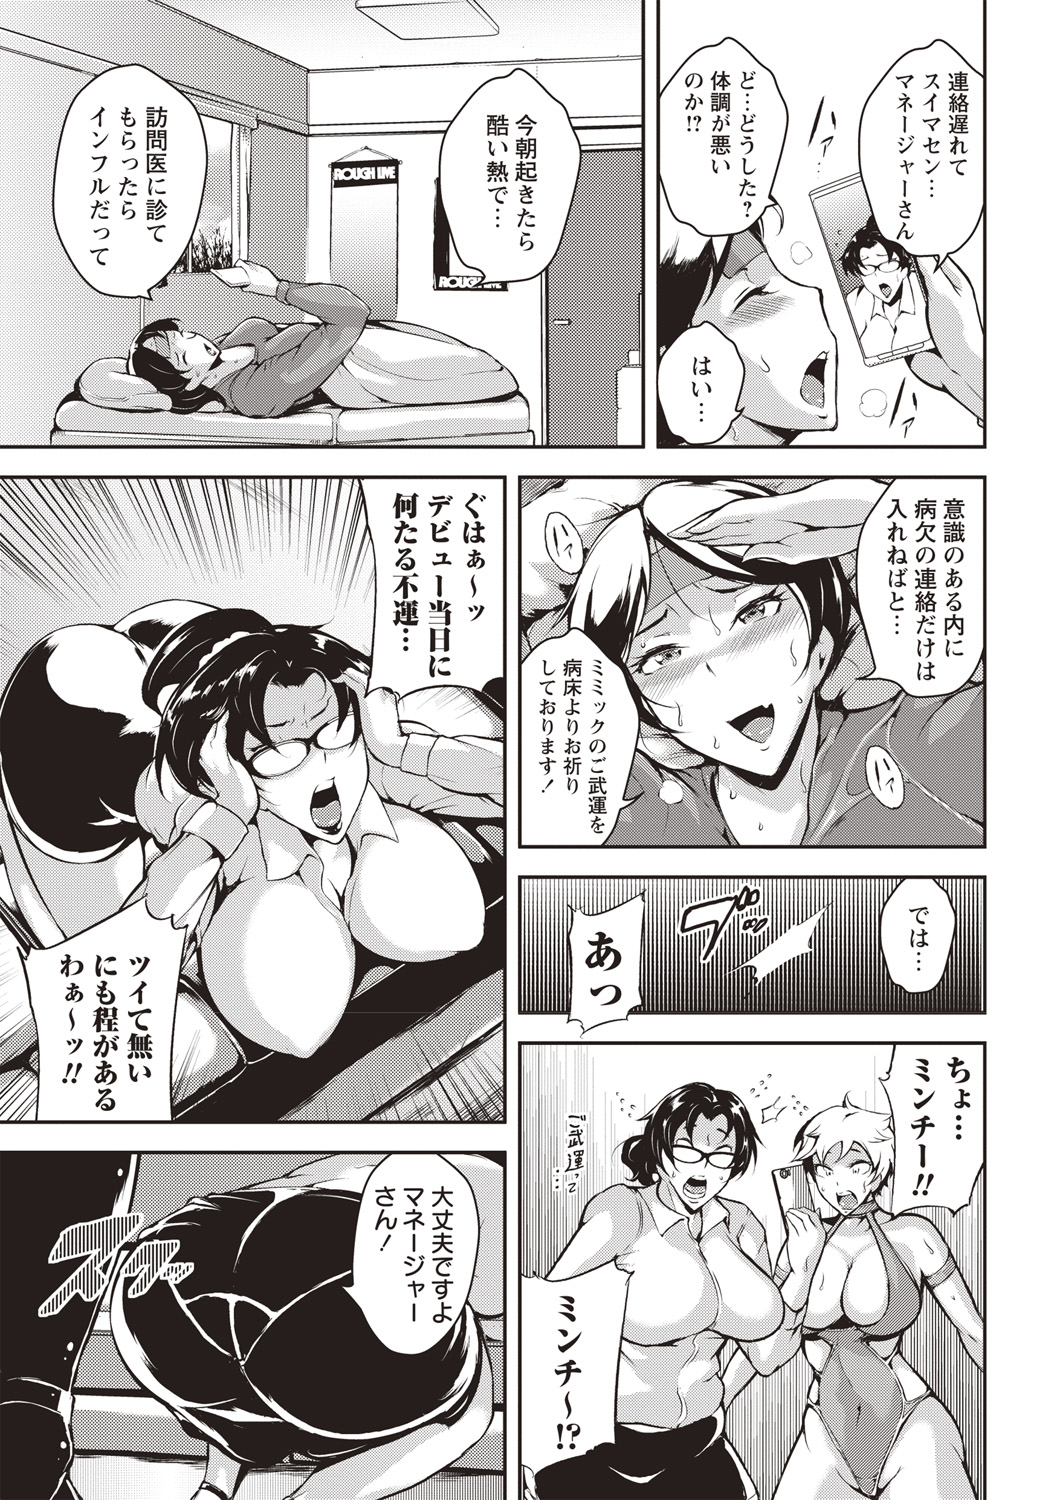 連絡遅れて
スイマセン…
マネージャーさん
ど…どうした？
体調が悪い
のか!?
はい…
今朝起きたら
酷い熱で…
訪問医に診て
もらったら
インフルだって
ROUGH LIVE
ROUGH LIVE
意識のある内に
病欠の連絡だけは
入れねばと…
ミミックのご武運を
病床よりお祈り
しております！
ぐはぁ～ッ
デビュー当日に
何たる不運…
ツイて無い
にも程がある
わぁ～ッ!!
では…
ブツッ
あっ
ちょ…
ミンチー!!
ご武運って…
ミンチ～!?
大丈夫ですよ
マネージャー
さん！